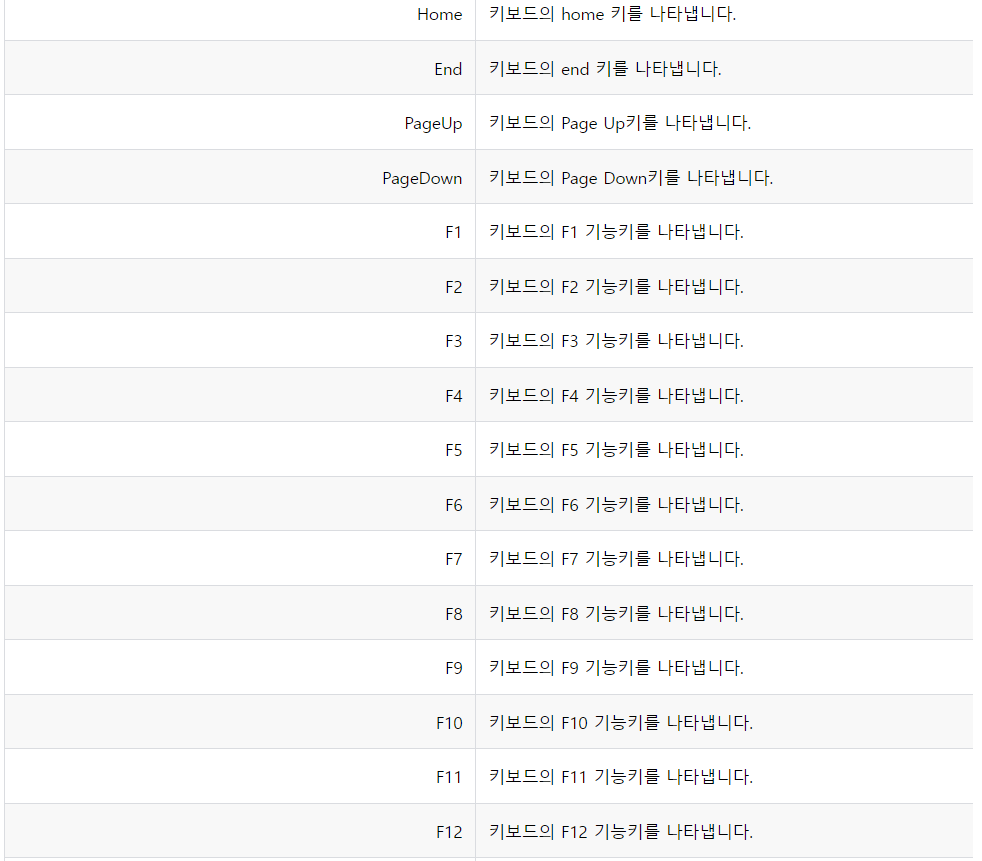 Home 키보드의 home 키를 나타냅니다.
End 키보드의 end 키를 나타냅니다.
PageUp 키보드의 Page Up키를 나타냅니다.
PageDown 키보드의 Page Down키를 나타냅니다.
F1 키보드의 F1 기능키를 나타냅니다.
F2 키보드의 F2 기능키를 나타냅니다.
F3 키보드의 F3 기능키를 나타냅니다.
F4 키보드의 F4 기능키를 나타냅니다.
F5 키보드의 F5 기능키를 나타냅니다.
F6 키보드의 F6 기능키를 나타냅니다.
F7 키보드의 F7 기능키를 나타냅니다.
F8 키보드의 F8 기능키를 나타냅니다.
F9 키보드의 F9 기능키를 나타냅니다.
F10 키보드의 F10 기능키를 나타냅니다.
F11 키보드의 F11 기능키를 나타냅니다.
F12 키보드의 F12 기능키를 나타냅니다.